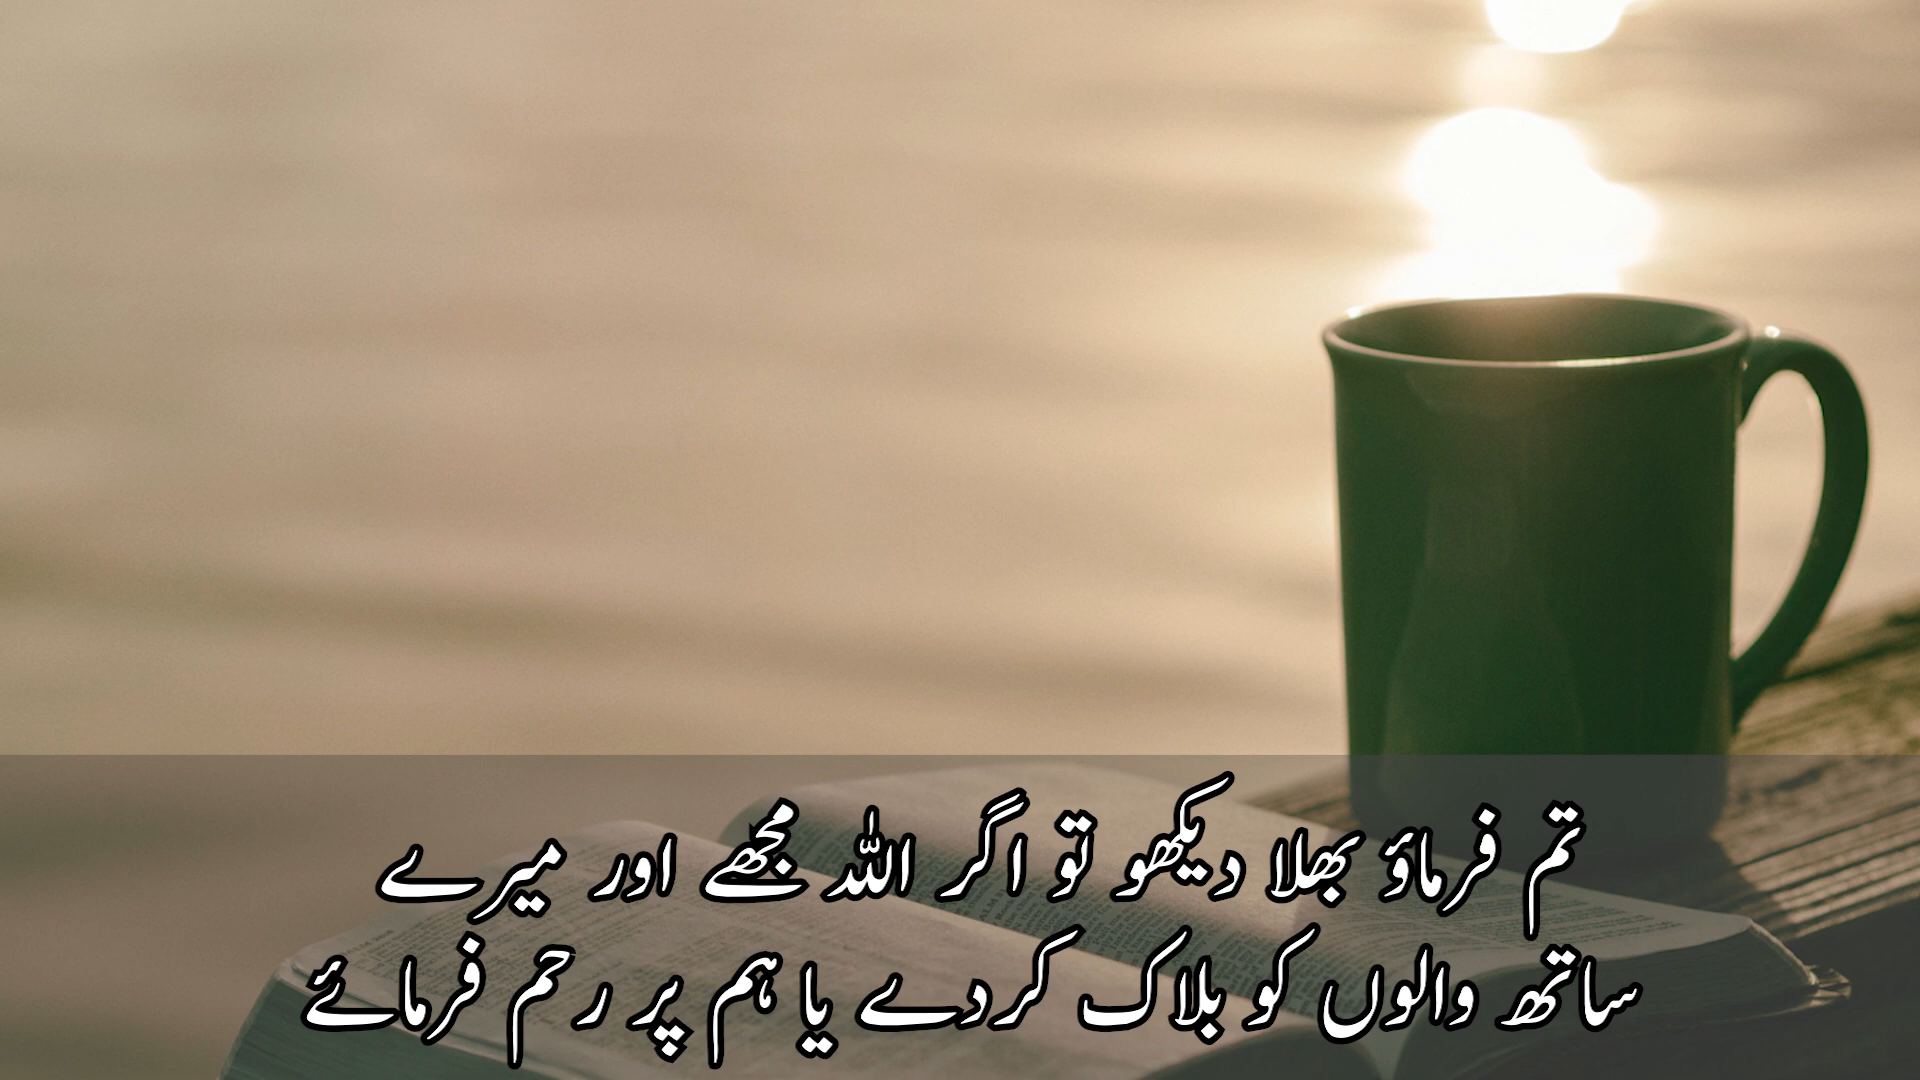 تم فرماؤ بھلا دیکھو تو اگر اللہ مجھے اور میرے
ساتھ والوں کو بلاک کردے یا ہم پر رحم فرمائے